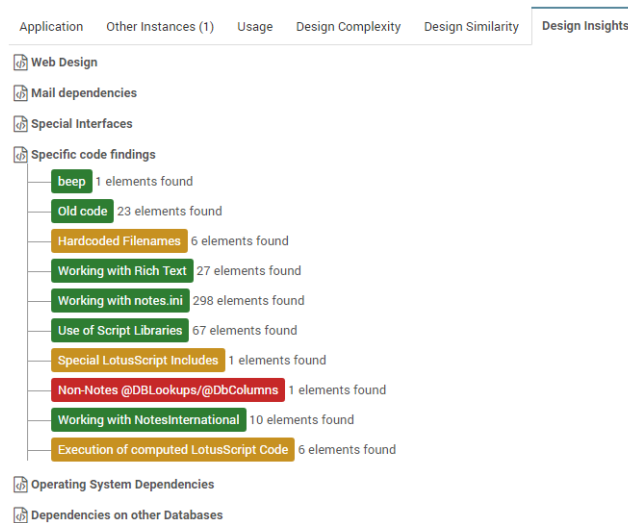 Application Other Instances (1) Usage Design Complexity Design Similarity Design Insights
Web Design
Mail dependencies
Special Interfaces
Specific code findings
beep 1 elements found
Old code 23 elements found
Hardcoded Filenames 6 elements found
Working with Rich Text 27 elements found
Working with notes.ini 298 elements found
Use of Script Libraries 67 elements found
Special LotusScript Includes 1 elements found
Non-Notes @DBLookups/@DbColumns 1 elements found
Working with NotesInternational 10 elements found
Execution of computed LotusScript Code 6 elements found
Operating System Dependencies
Dependencies on other Databases